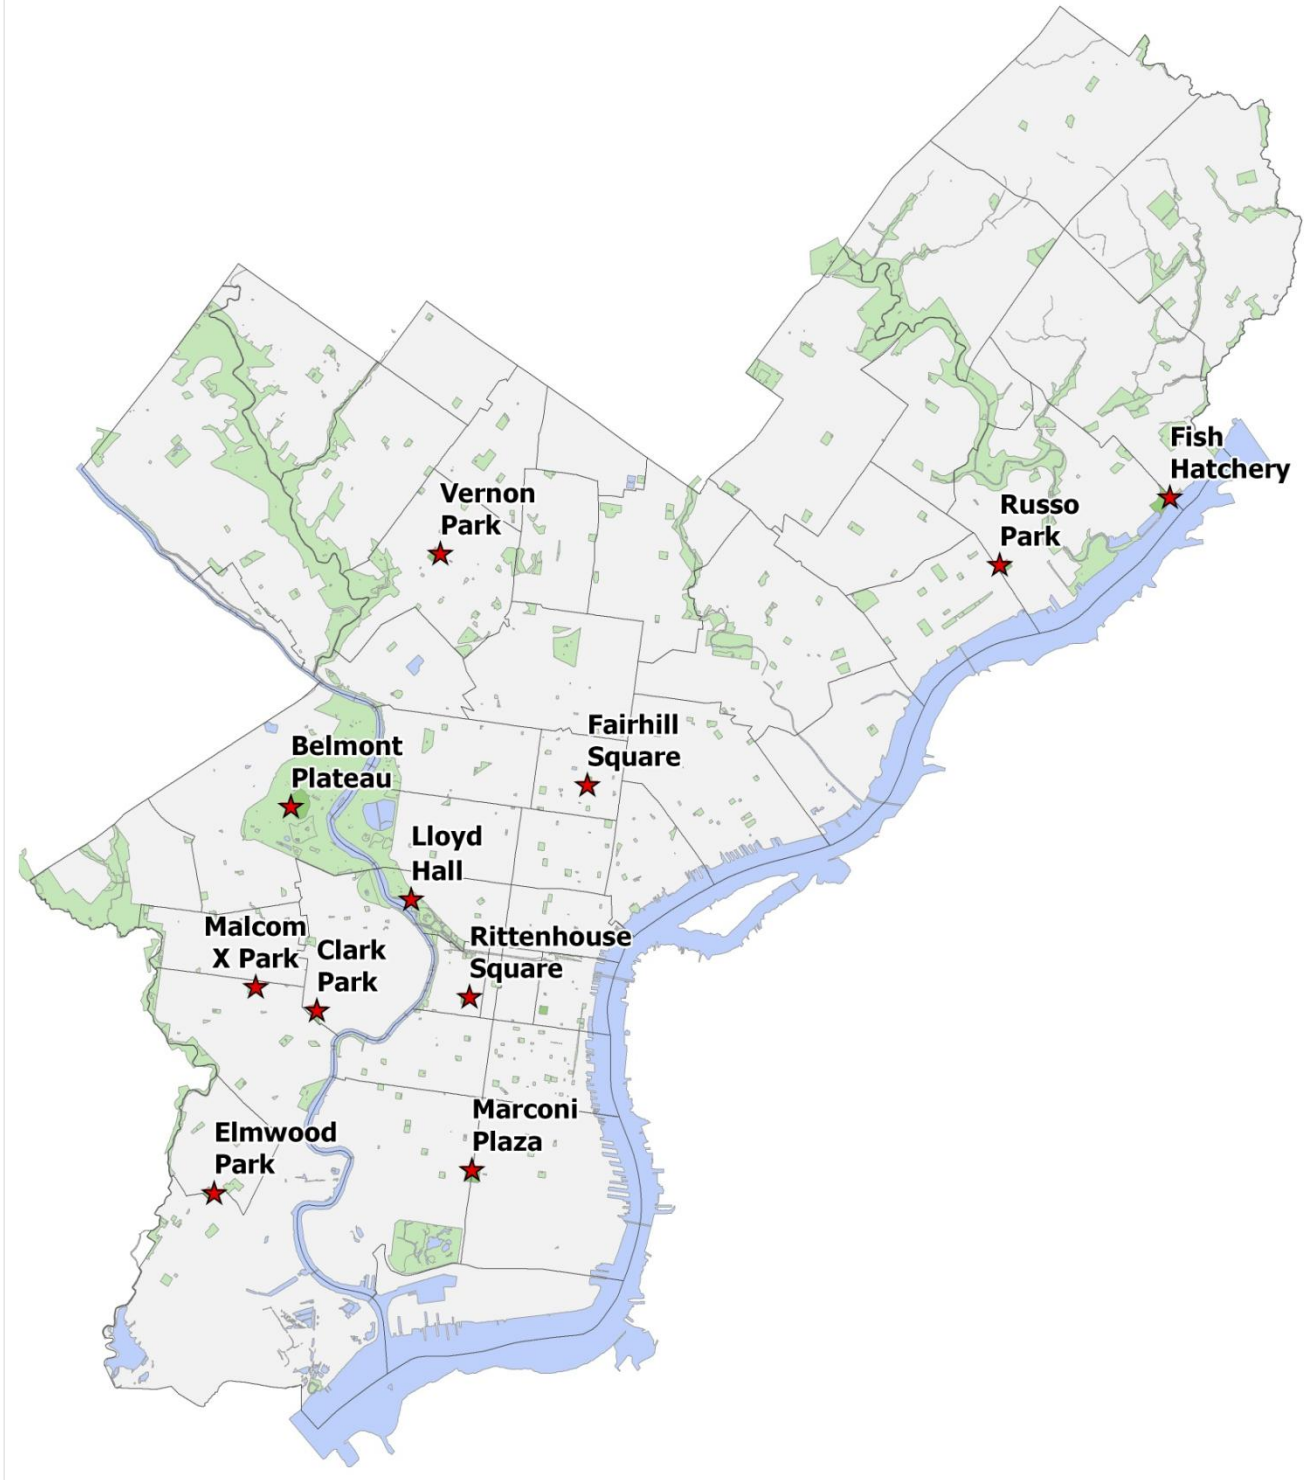 Fish
Hatchery
Vernon
Park
Russo
Park
Fairhill
Square
Belmont
Plateau
Lloyd
Hall
Malcom
X Park
Clark
Park
Rittenhouse
Square
Marconi
Plaza
Elmwood
Park